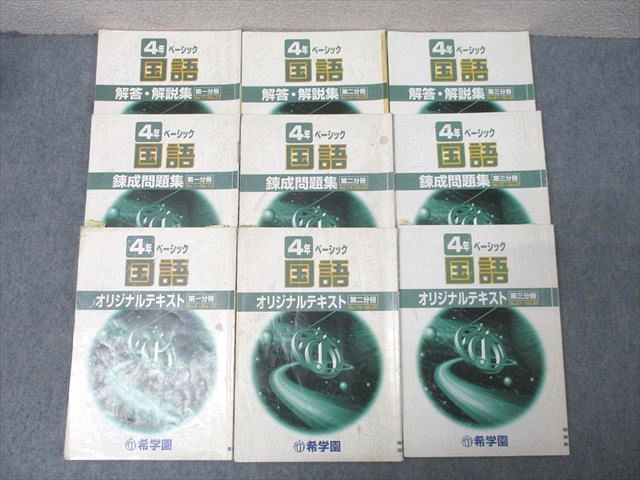 4年 ベーシック
国語
解答・解説集 第一分冊
4年 ベーシック
国語
解答・解説集 第二分冊
4年 ベーシック
国語
解答・解説集 第三分冊
4年 ベーシック
国語
錬成問題集 第一分冊
4年 ベーシック
国語
錬成問題集 第二分冊
4年 ベーシック
国語
錬成問題集 第三分冊
4年 ベーシック
国語
オリジナルテキスト 第一分冊
希学園
4年 ベーシック
国語
オリジナルテキスト 第二分冊
希学園
4年 ベーシック
国語
オリジナルテキスト 第三分冊
希学園